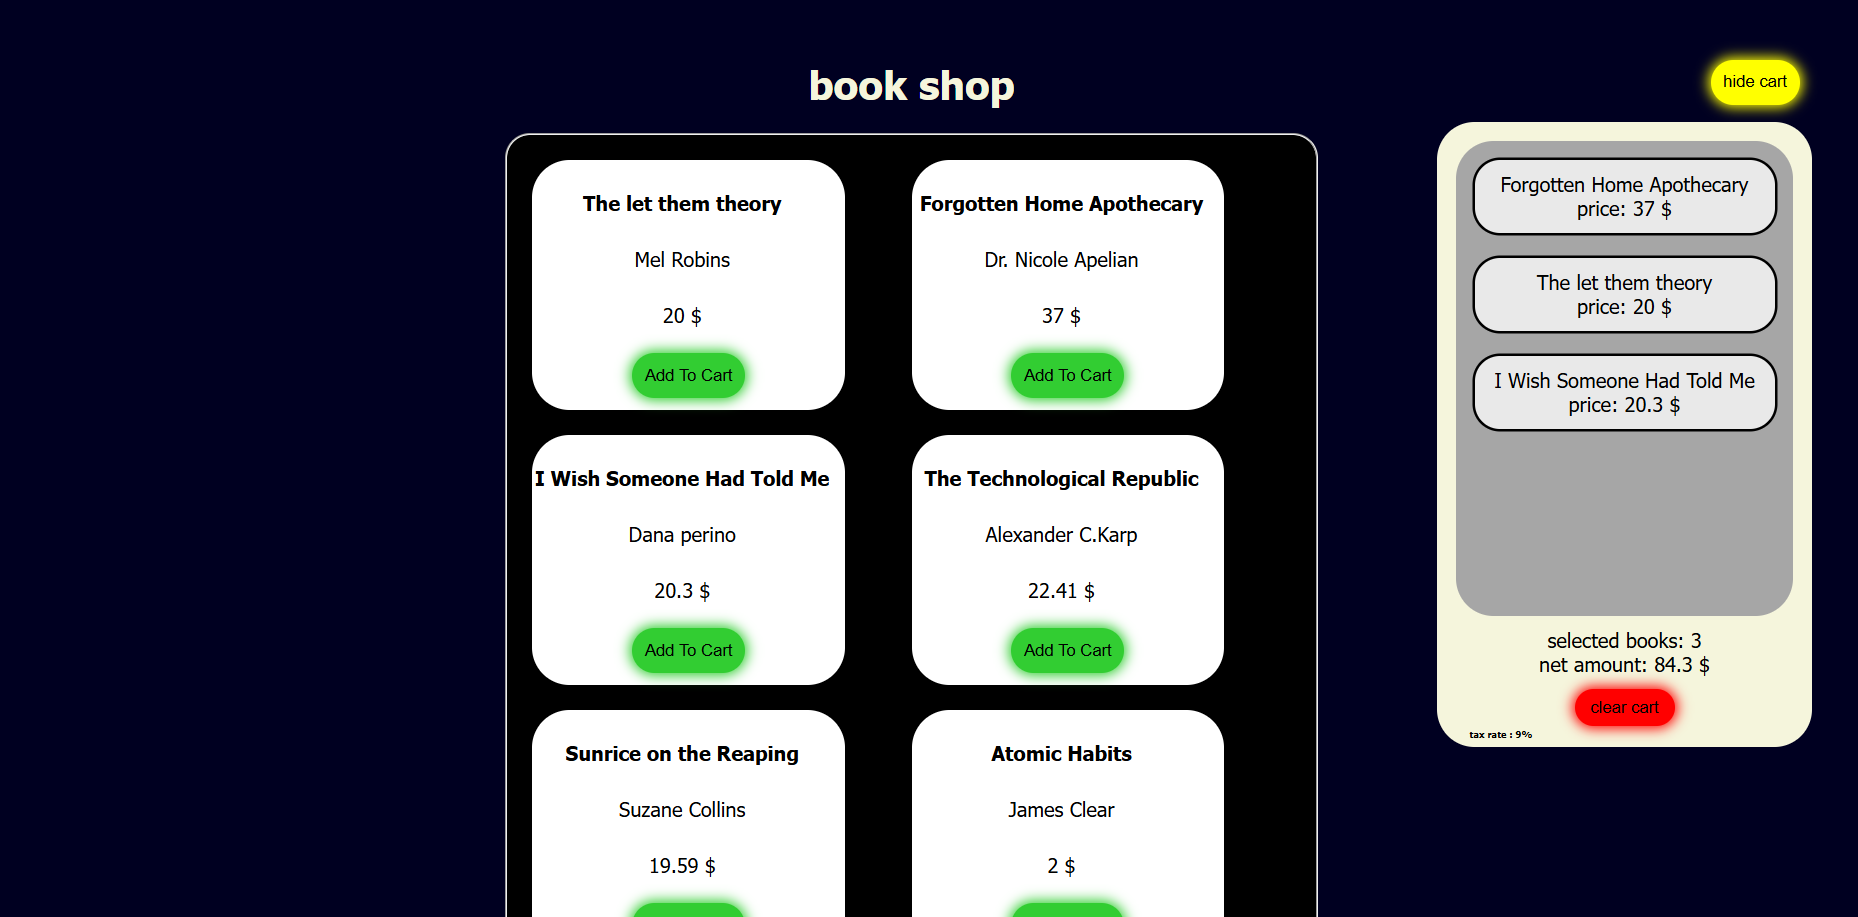 book shop
hide cart
The let them theory
Mel Robins
20 $
Add To Cart
Forgotten Home Apothecary
Dr. Nicole Apelian
37 $
Add To Cart
I Wish Someone Had Told Me
Dana perino
20.3 $
Add To Cart
The Technological Republic
Alexander C.Karp
22.41 $
Add To Cart
Sunrice on the Reaping
Suzane Collins
19.59 $
Atomic Habits
James Clear
2 $
Forgotten Home Apothecary
price: 37 $
The let them theory
price: 20 $
I Wish Someone Had Told Me
price: 20.3 $
selected books: 3
net amount: 84.3 $
clear cart
tax rate : 9%